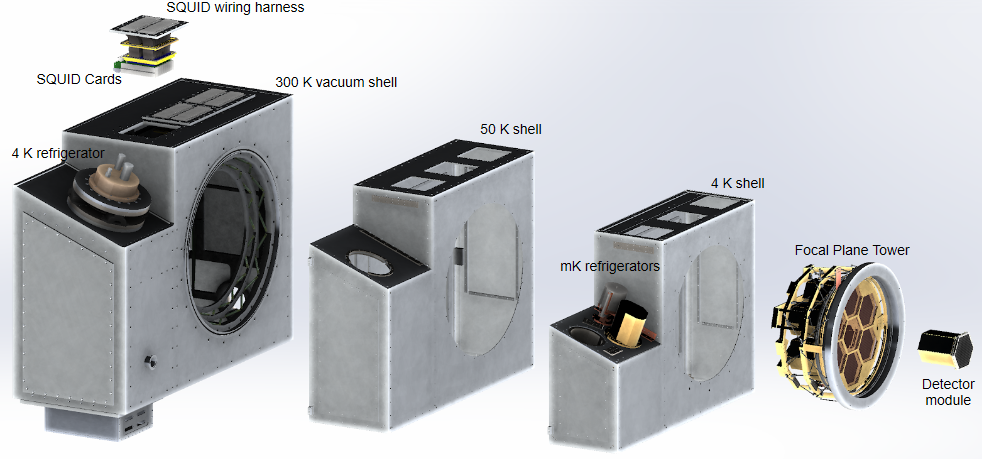 SQUID wiring harness
SQUID Cards
300 K vacuum shell
4 K refrigerator
50 K shell
4 K shell
mK refrigerators
Focal Plane Tower
Detector
module